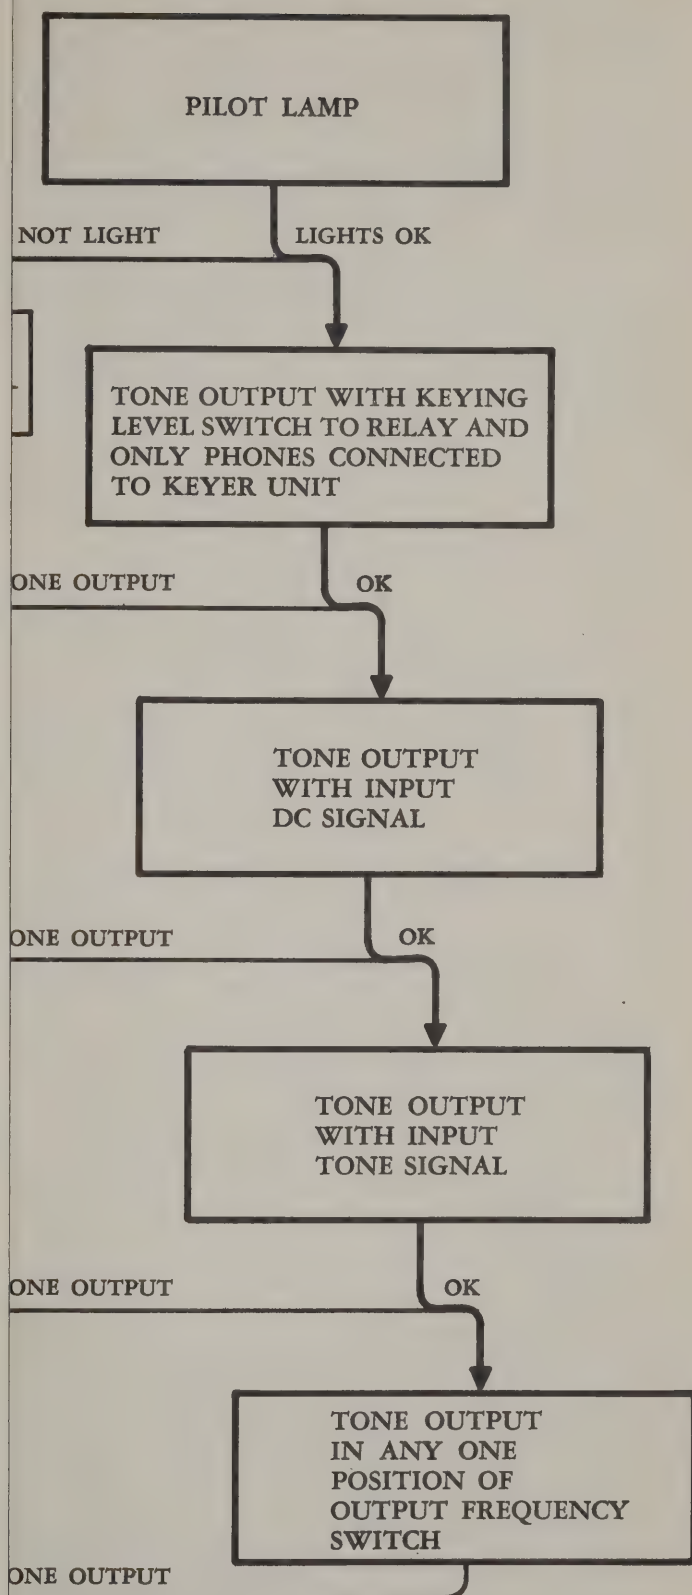 PILOT LAMP
NOT LIGHT
LIGHTS OK
TONE OUTPUT WITH KEYING
LEVEL SWITCH TO RELAY AND
ONLY PHONES CONNECTED
TO KEYER UNIT
ONE OUTPUT
OK
TONE OUTPUT
WITH INPUT
DC SIGNAL
ONE OUTPUT
OK
TONE OUTPUT
WITH INPUT
TONE SIGNAL
ONE OUTPUT
OK
TONE OUTPUT
IN ANY ONE
POSITION OF
OUTPUT FREQUENCY
SWITCH
ONE OUTPUT